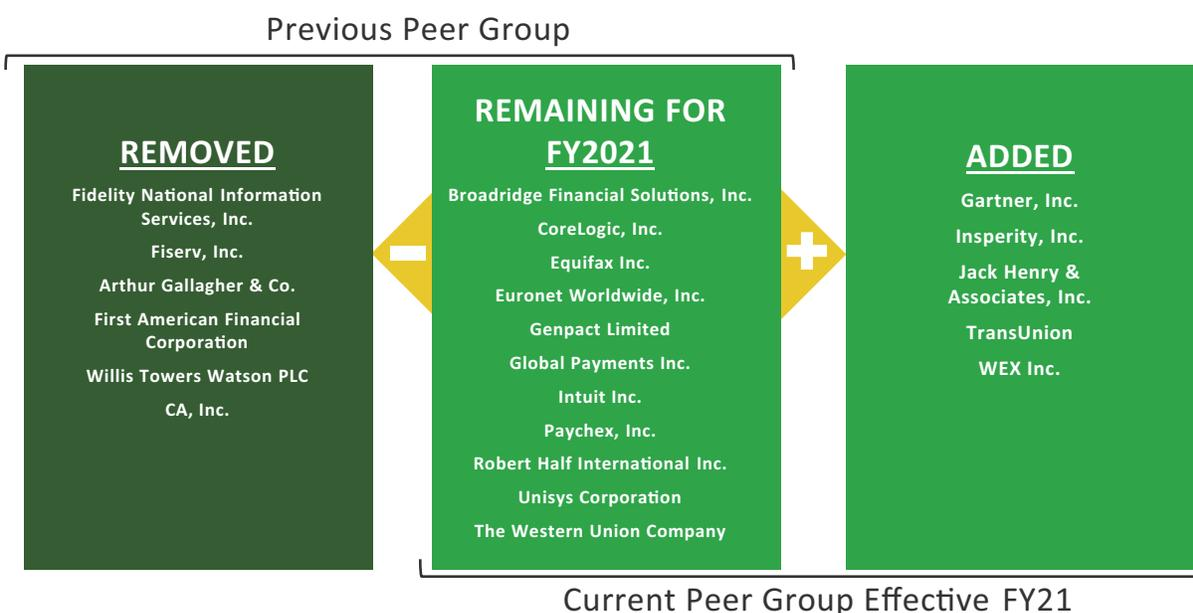 Previous Peer Group
REMOVED
Fidelity National Information
Services, Inc.
Fiserv, Inc.
Arthur Gallagher & Co.
First American Financial
Corporation
Willis Towers Watson PLC
CA, Inc.
REMAINING FOR
FY2021
Broadridge Financial Solutions, Inc.
CoreLogic, Inc.
Equifax Inc.
Euronet Worldwide, Inc.
Genpact Limited
Global Payments Inc.
Intuit Inc.
Paychex, Inc.
Robert Half International Inc.
Unisys Corporation
The Western Union Company
ADDED
Gartner, Inc.
Insperity, Inc.
Jack Henry &
Associates, Inc.
TransUnion
WEX Inc.
Current Peer Group Effective FY21